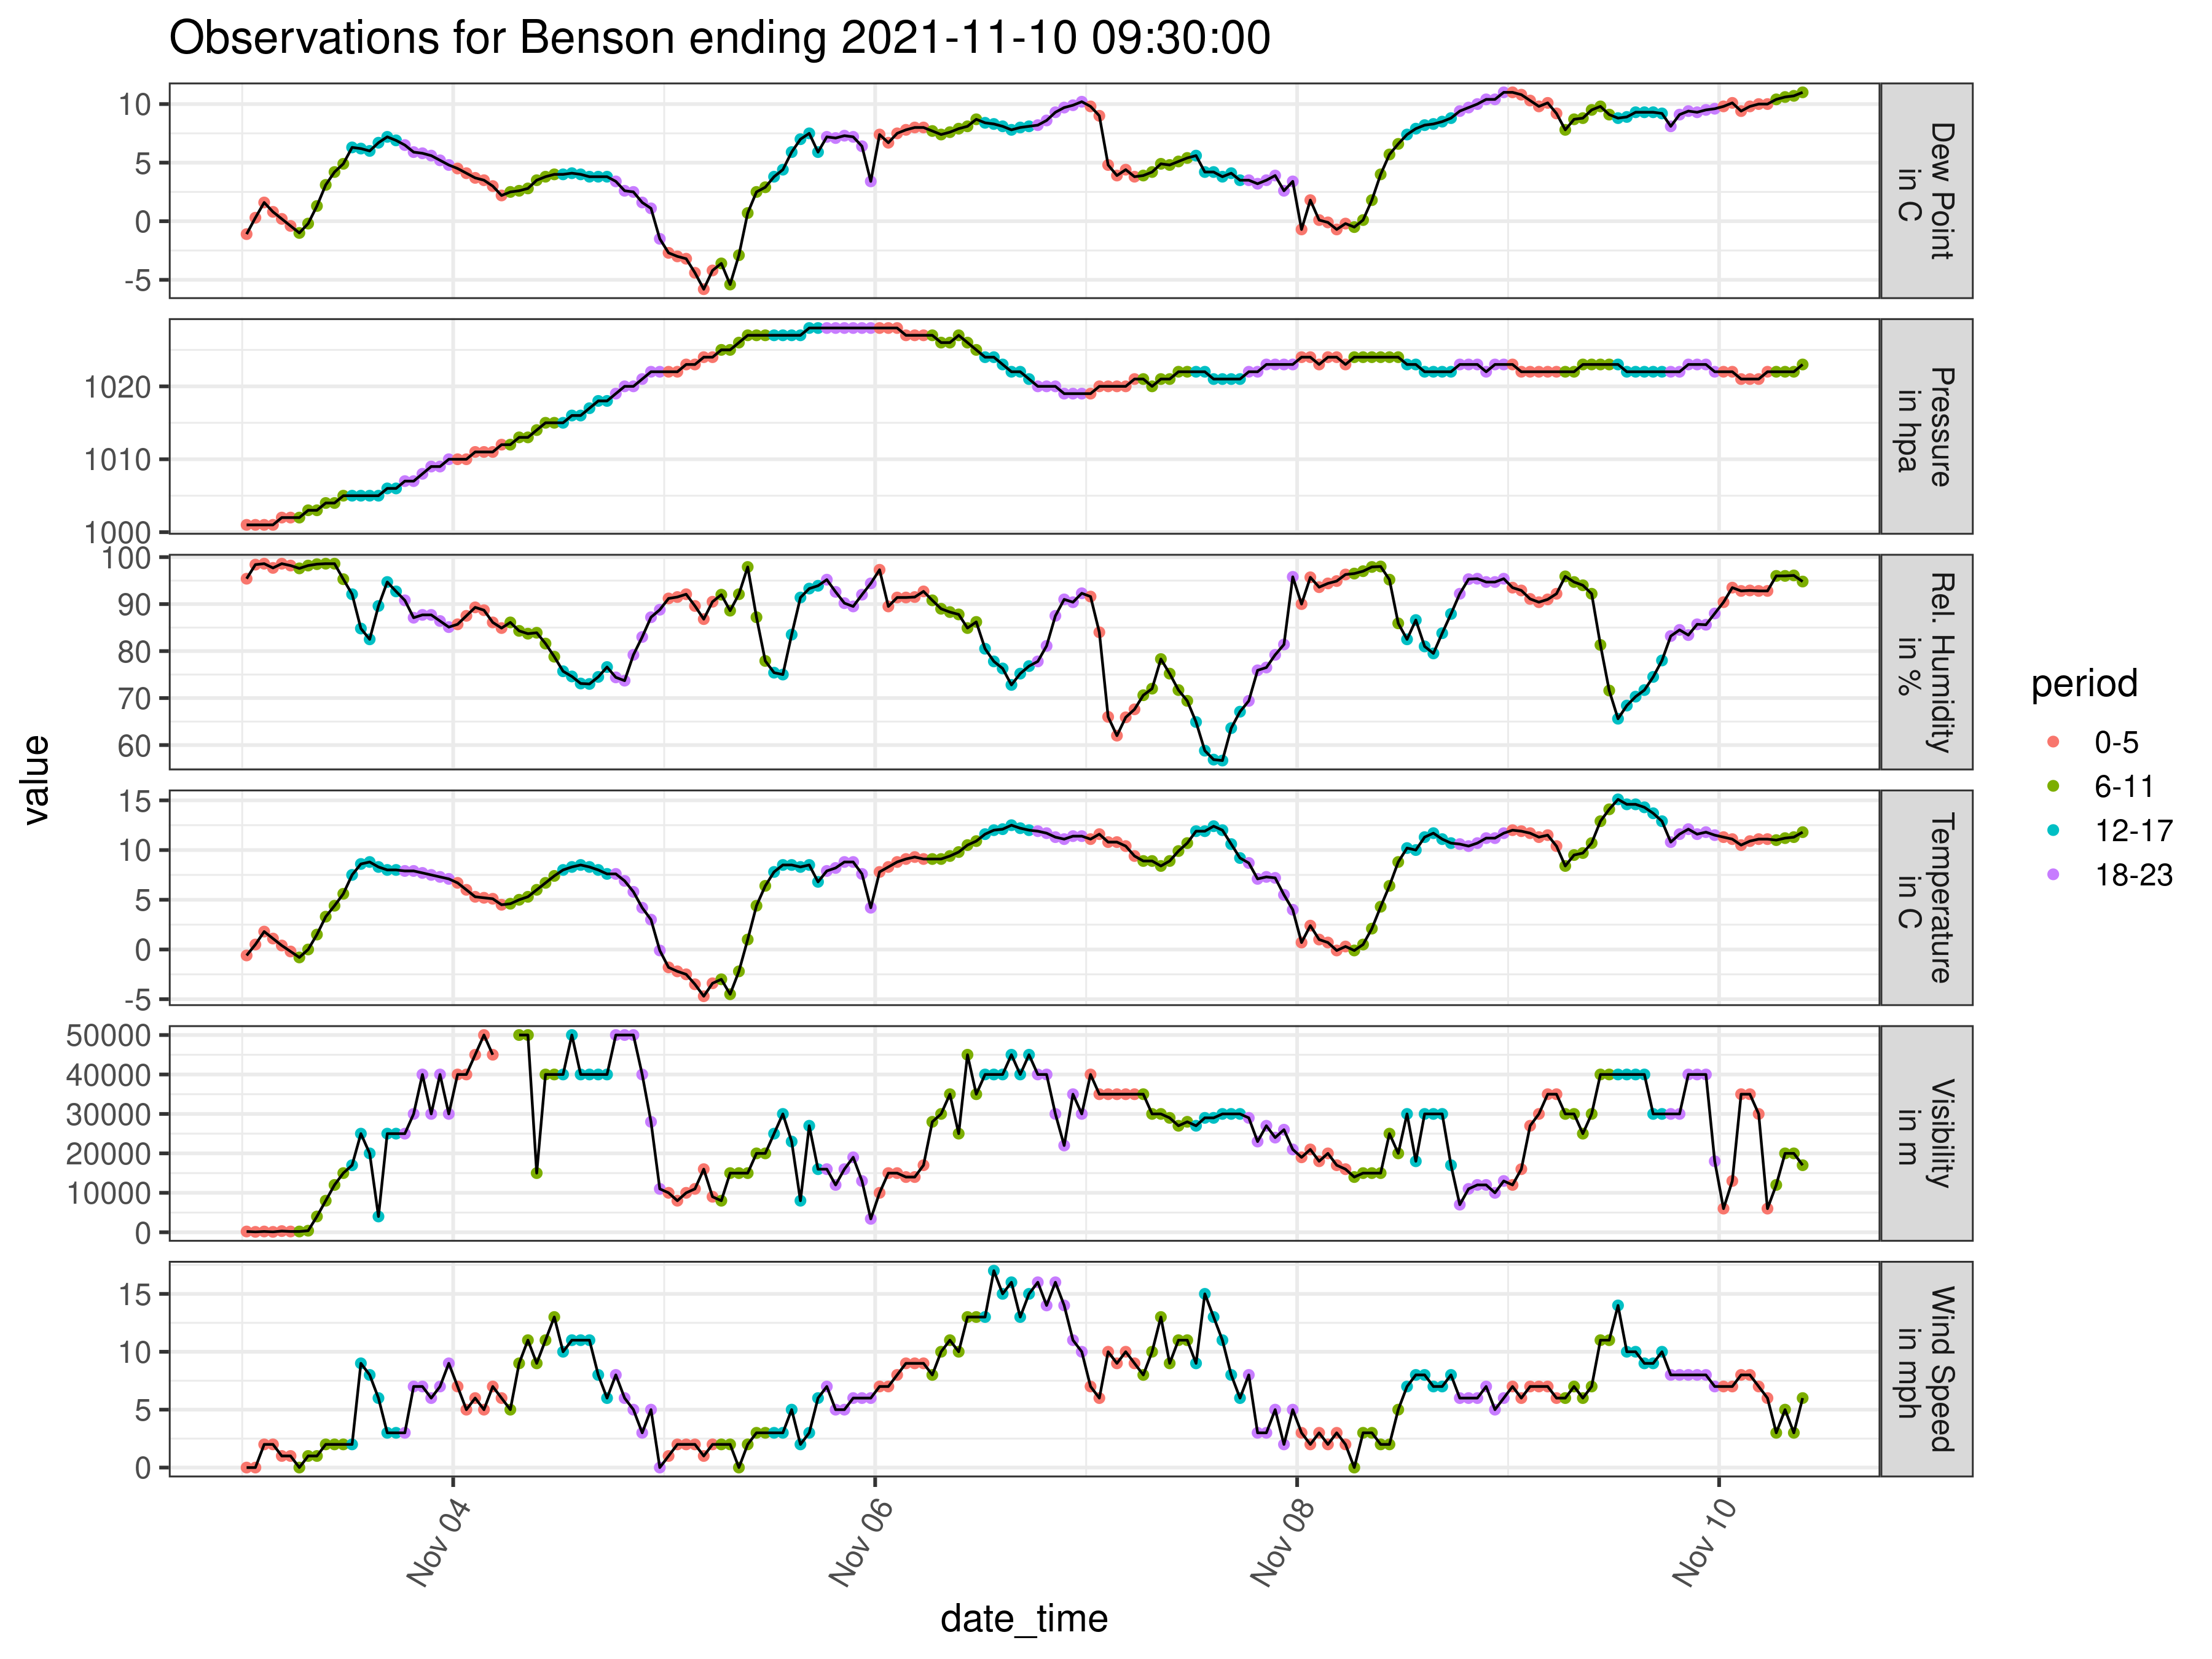 Observations for Benson ending 2021-11-10 09:30:00
10
5
0
-5
Dew Point
in C
1020
1010
1000
Pressure
in hpa
100
90
80
70
60
Rel. Humidity
in %
15
10
5
0
-5
Temperature
in C
50000
40000
30000
20000
10000
0
Visibility
in m
15
10
5
0
Wind Speed
in mph
value
Nov 04
Nov 06
Nov 08
Nov 10
date_time
period
0-5
6-11
12-17
18-23